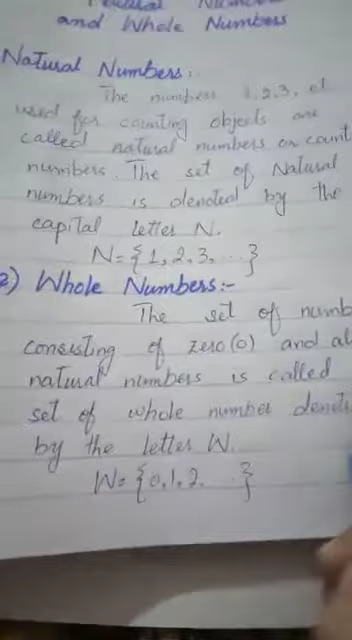 Natural Num
and Whole Numbers
Natural Numbers:-
The numbers 1,2,3, et
used for counting objects are
called natural numbers or count
numbers. The set of Natural
numbers is denoted by the
capital letter N.
N={1,2,3,...}
2) Whole Numbers:-
The set of numb
consisting of zero(0) and al
natural numbers is called
set of whole number denot
by the letter W.
W={0,1,2,...}